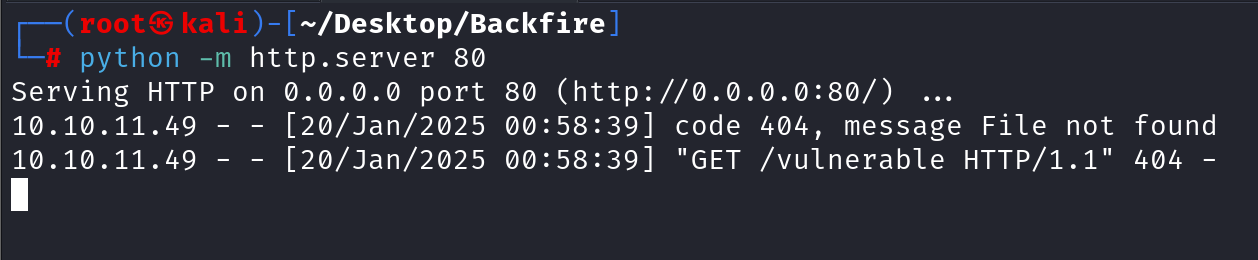 ┌──(root㉿kali)-[~/Desktop/Backfire]
└─# python -m http.server 80
Serving HTTP on 0.0.0.0 port 80 (http://0.0.0.0:80/) ...
10.10.11.49 - - [20/Jan/2025 00:58:39] code 404, message File not found
10.10.11.49 - - [20/Jan/2025 00:58:39] "GET /vulnerable HTTP/1.1" 404 -